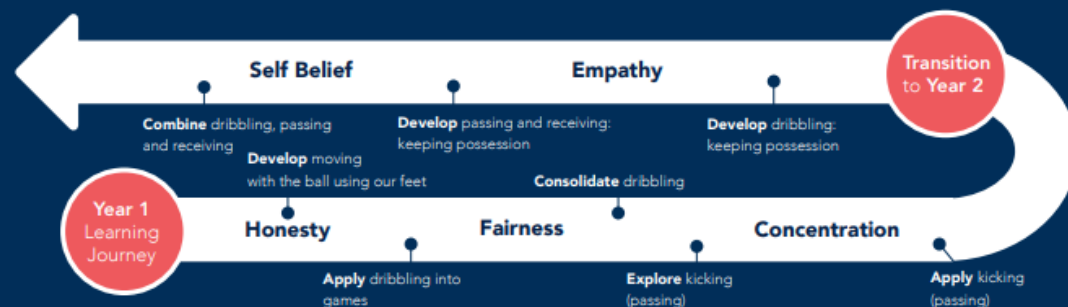 Self Belief
Empathy
Transition
to Year 2
Combine dribbling, passing
and receiving
Develop passing and receiving:
keeping possession
Develop dribbling:
keeping possession
Develop moving
with the ball using our feet
Consolidate dribbling
Year 1
Learning
Journey
Honesty
Fairness
Concentration
Apply dribbling into
games
Explore kicking
(passing)
Apply kicking
(passing)